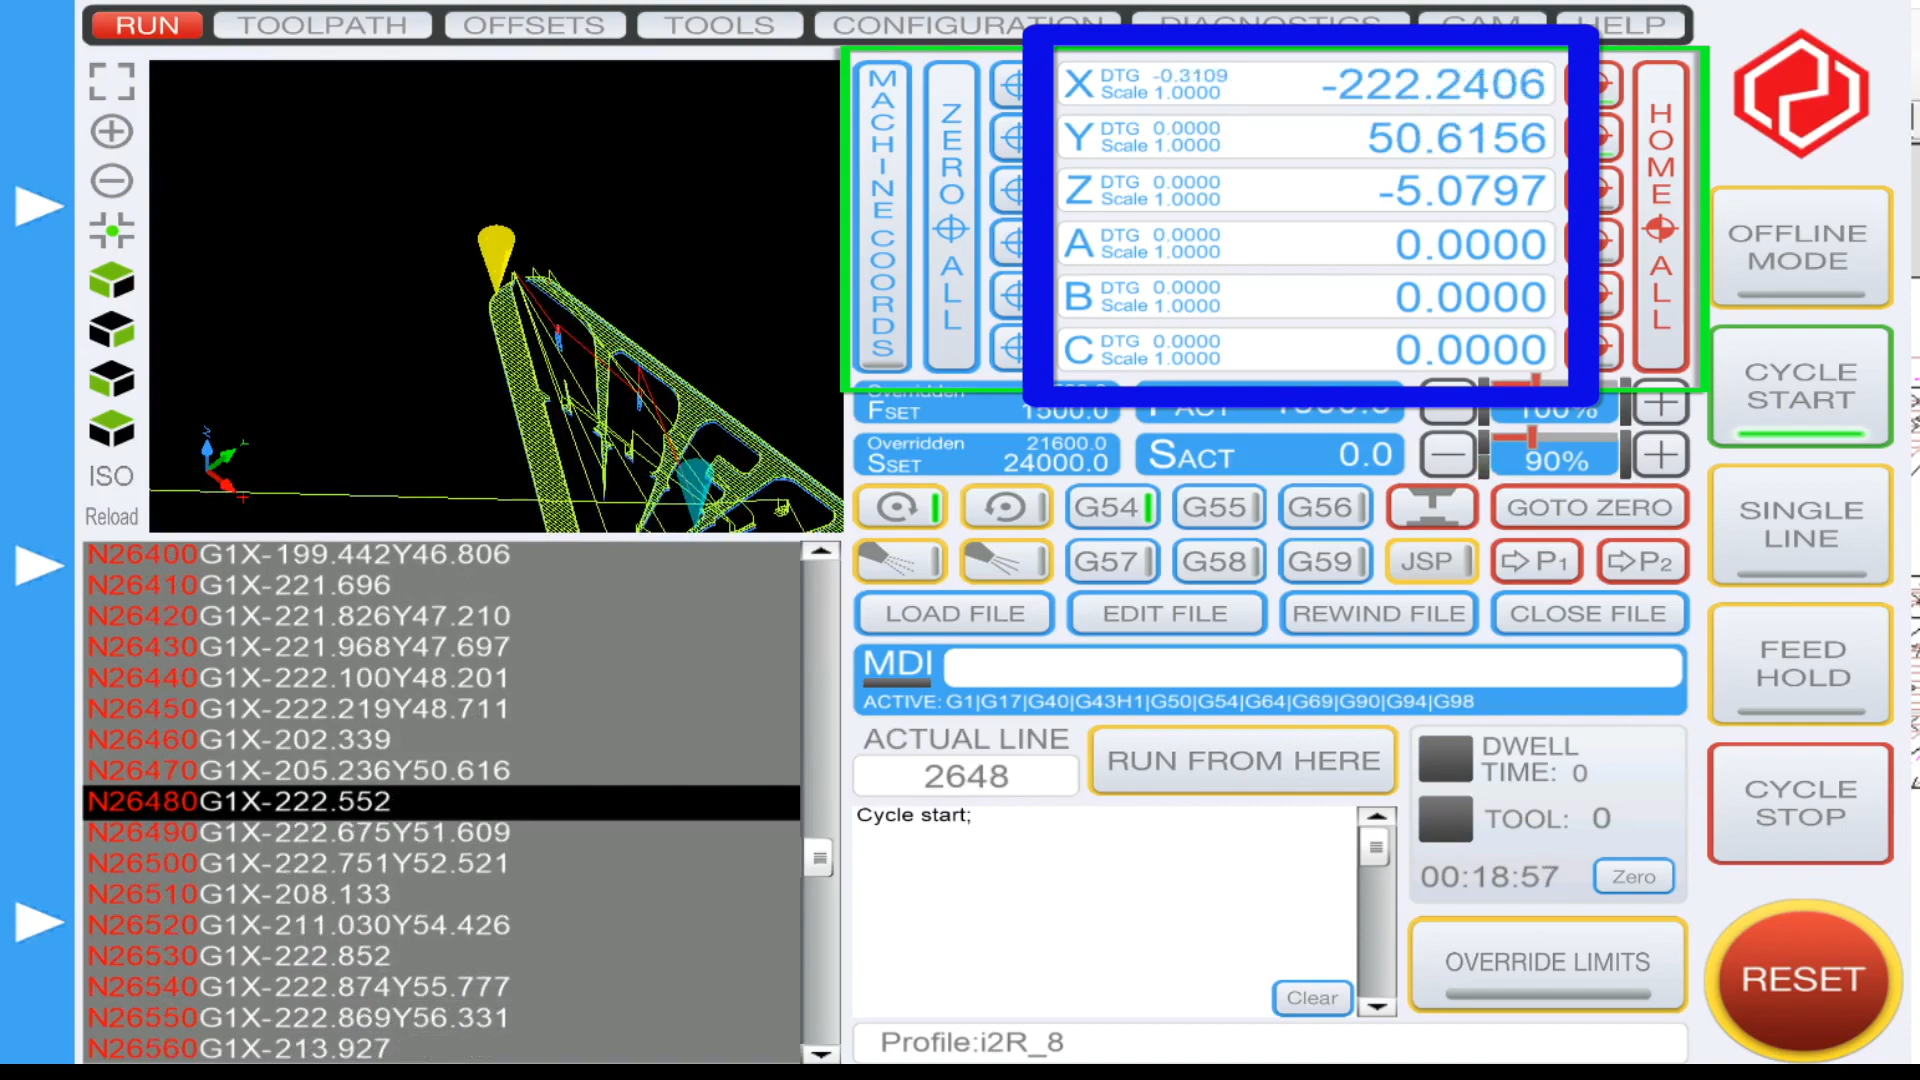 RUN TOOLPATH OFFSETS TOOLS CONFIGURATION DIAGNOSTICS CAM HELP
MACHINE COORDS
ZERO ALL
X DTG -0.3109 Scale 1.0000 -222.2406
Y DTG 0.0000 Scale 1.0000 50.6156
Z DTG 0.0000 Scale 1.0000 -5.0797
A DTG 0.0000 Scale 1.0000 0.0000
B DTG 0.0000 Scale 1.0000 0.0000
C DTG 0.0000 Scale 1.0000 0.0000
HOME ALL
OFFLINE
MODE
CYCLE
START
SINGLE
LINE
FEED
HOLD
CYCLE
STOP
RESET
ISO
Reload
Z
Overridden
FSET 1500.0
100%
Overridden 21600.0
SSET 24000.0
SACT 0.0
90%
G54 G55 G56 GOTO ZERO
G57 G58 G59 JSP P1 P2
LOAD FILE EDIT FILE REWIND FILE CLOSE FILE
MDI
ACTIVE: G1|G17|G40|G43H1|G50|G54|G64|G69|G90|G94|G98
ACTUAL LINE
2648
RUN FROM HERE
DWELL
TIME: 0
TOOL: 0
00:18:57 Zero
Cycle start;
Clear
OVERRIDE LIMITS
Profile:i2R_8
N26400G1X-199.442Y46.806
N26410G1X-221.696
N26420G1X-221.826Y47.210
N26430G1X-221.968Y47.697
N26440G1X-222.100Y48.201
N26450G1X-222.219Y48.711
N26460G1X-202.339
N26470G1X-205.236Y50.616
N26480G1X-222.552
N26490G1X-222.675Y51.609
N26500G1X-222.751Y52.521
N26510G1X-208.133
N26520G1X-211.030Y54.426
N26530G1X-222.852
N26540G1X-222.874Y55.777
N26550G1X-222.869Y56.331
N26560G1X-213.927